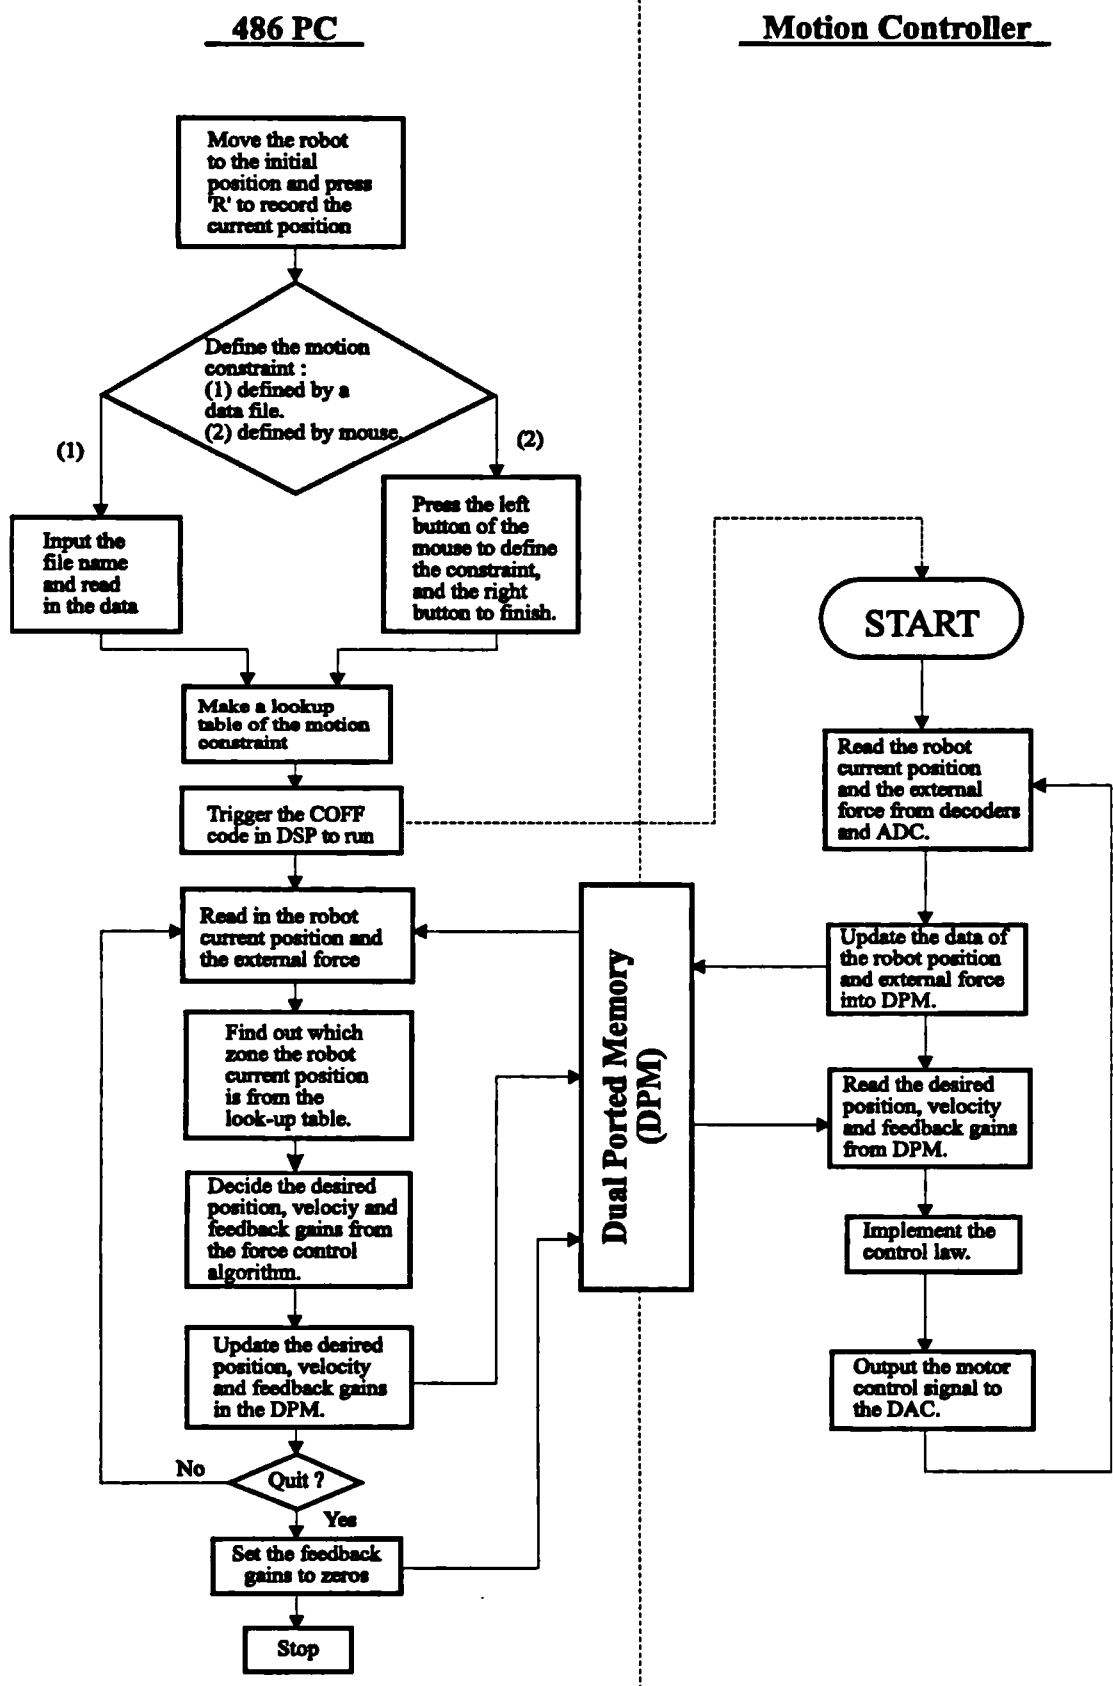 486 PC
Motion Controller
Move the robot
to the initial
position and press
'R' to record the
current position
Define the motion
constraint :
(1) defined by a
data file.
(2) defined by mouse.
(1)
(2)
Input the
file name
and read
in the data
Press the left
button of the
mouse to define
the constraint,
and the right
button to finish.
Make a lookup
table of the motion
constraint
Trigger the COFF
code in DSP to run
Read in the robot
current position and
the external force
Find out which
zone the robot
current position
is from the
look-up table.
Decide the desired
position, velociy and
feedback gains from
the force control
algorithm.
Update the desired
position, velocity
and feedback gains
in the DPM.
Quit ?
No
Yes
Set the feedback
gains to zeros
Stop
Dual Ported Memory
(DPM)
START
Read the robot
current position
and the external
force from decoders
and ADC.
Update the data of
the robot position
and external force
into DPM.
Read the desired
position, velocity
and feedback gains
from DPM.
Implement the
control law.
Output the motor
control signal to
the DAC.